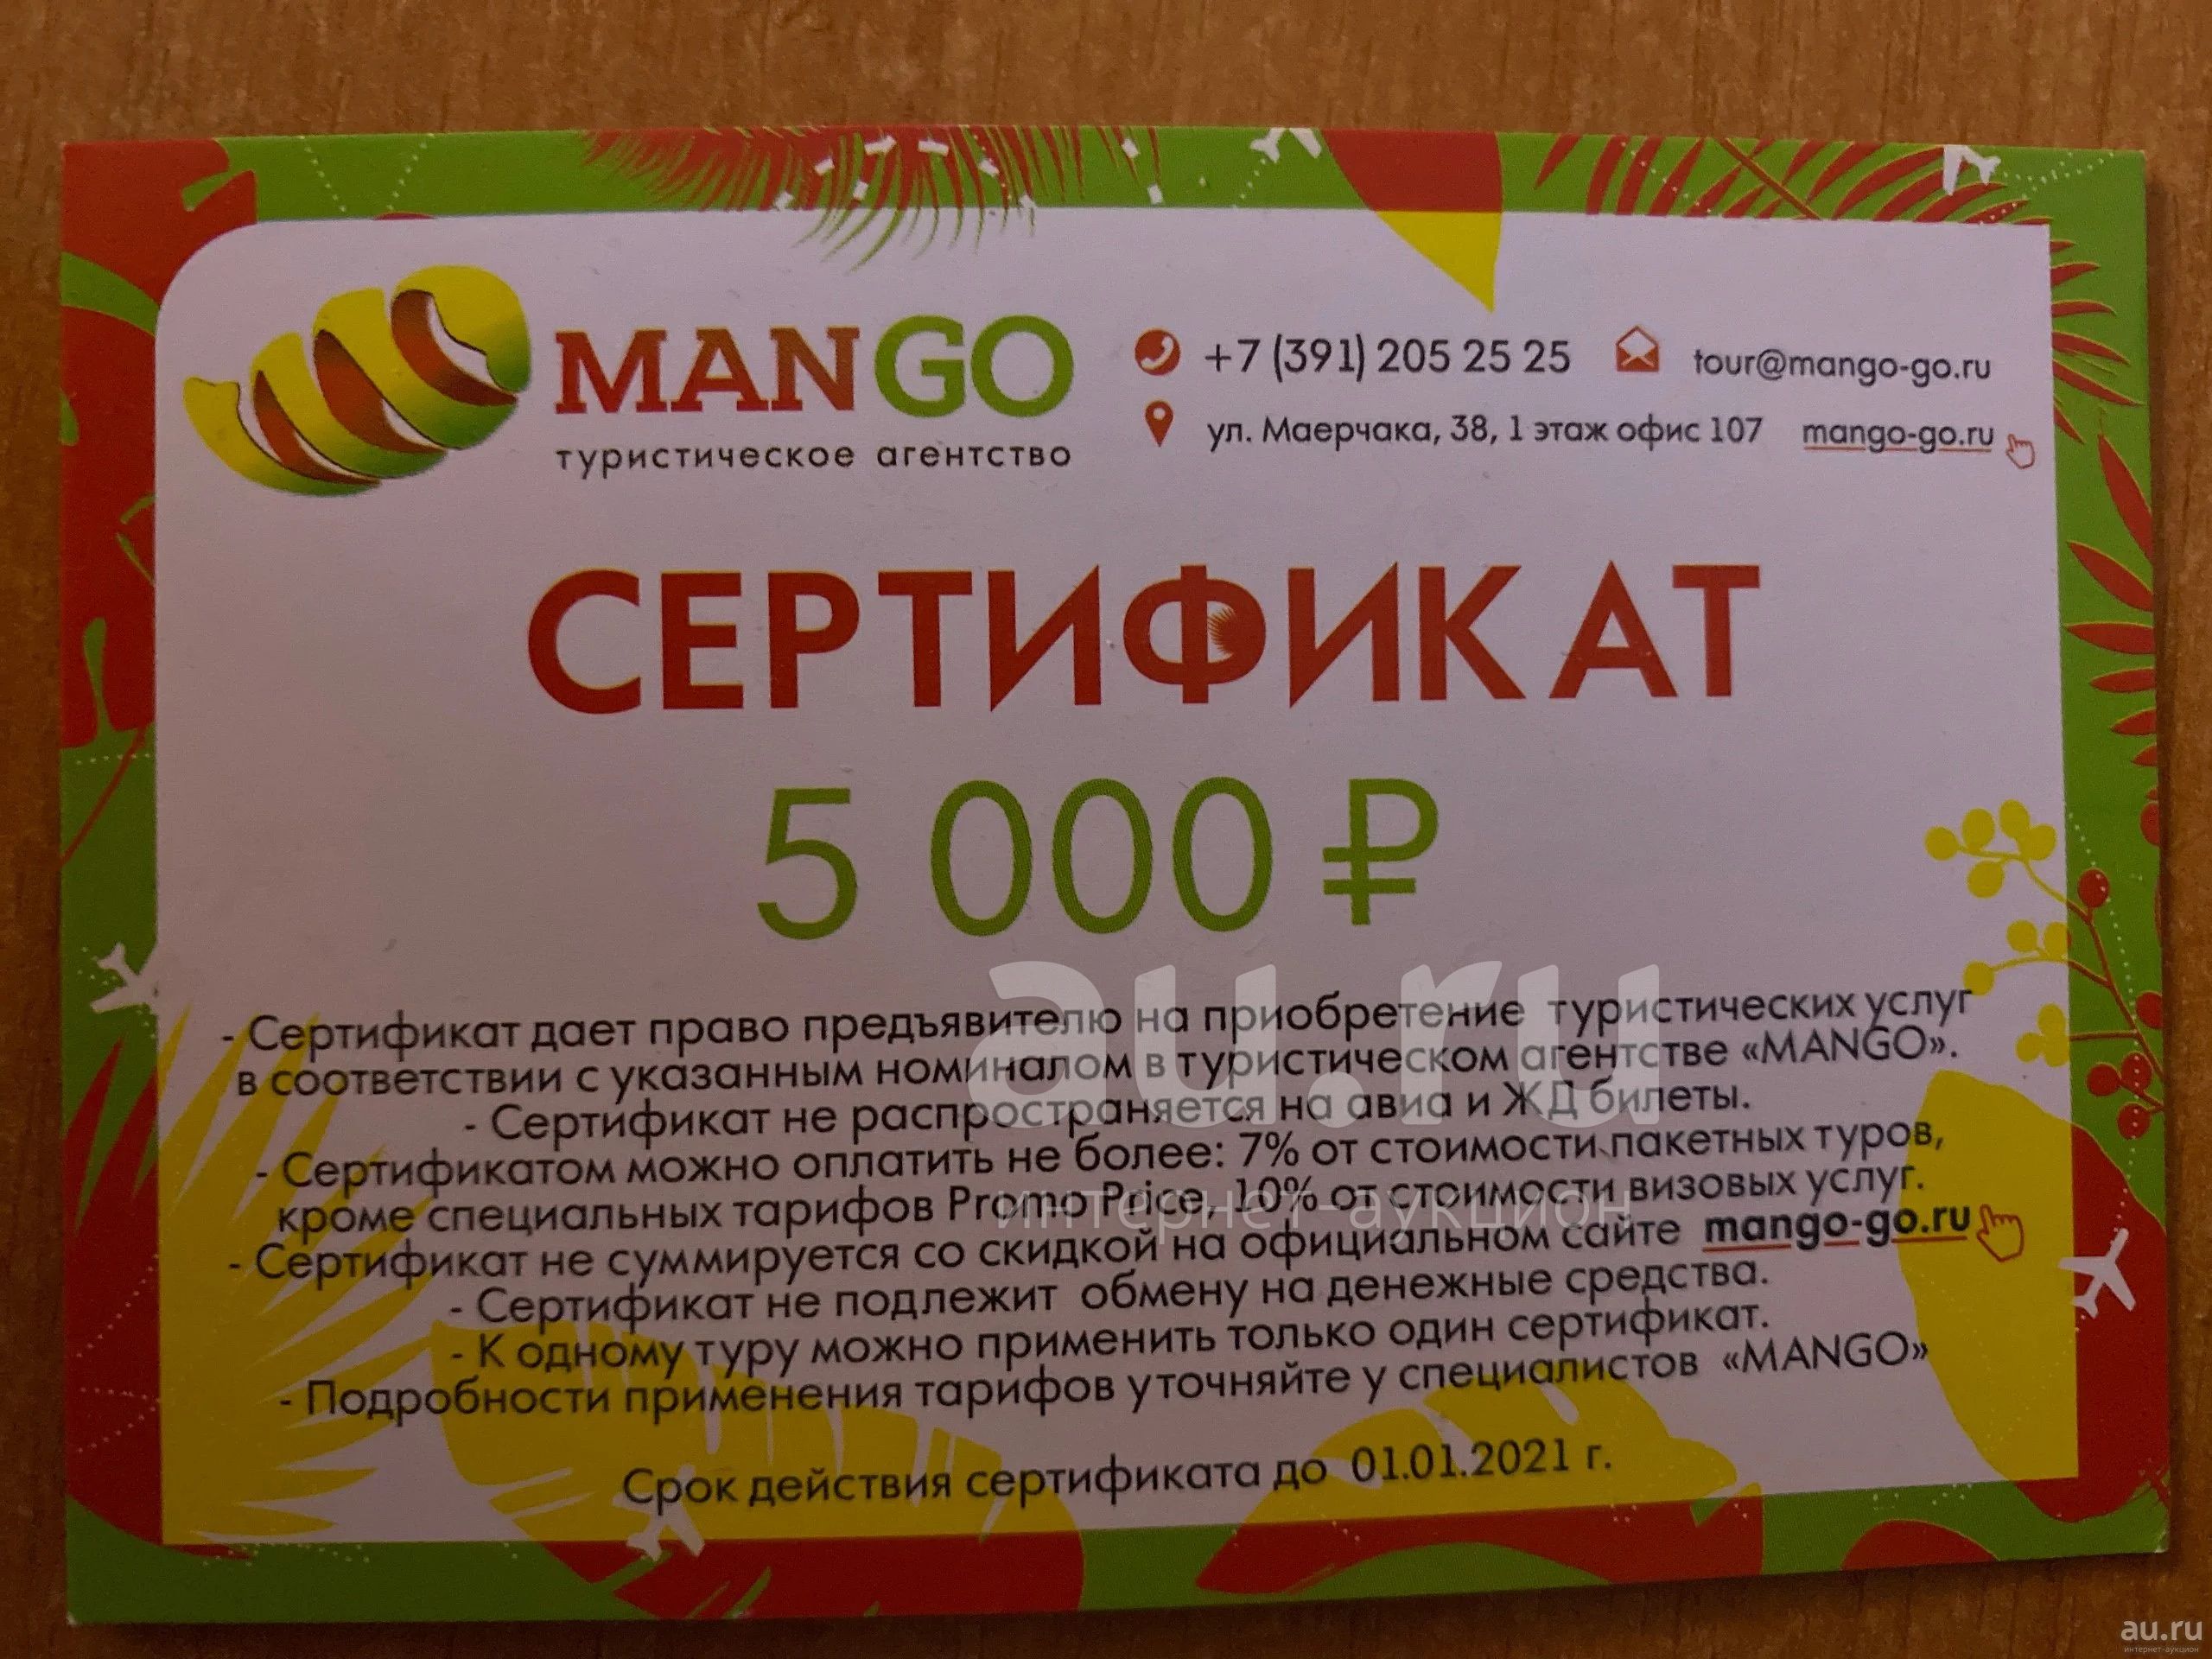 MANGO
туристическое агентство
+7 (391) 205 25 25 tour@mango-go.ru
ул. Маерчака, 38, 1 этаж офис 107 mango-go.ru
СЕРТИФИКАТ
5 000 ₽
- Сертификат дает право предъявителю на приобретение туристических услуг
в соответствии с указанным номиналом в туристическом агентстве «MANGO».
- Сертификат не распространяется на авиа и ЖД билеты.
- Сертификатом можно оплатить не более: 7% от стоимости пакетных туров,
кроме специальных тарифов Promo Price, 10% от стоимости визовых услуг.
- Сертификат не суммируется со скидкой на официальном сайте mango-go.ru
- Сертификат не подлежит обмену на денежные средства.
- К одному туру можно применить только один сертификат.
- Подробности применения тарифов уточняйте у специалистов «MANGO»
Срок действия сертификата до 01.01.2021 г.
au.ru
интернет-аукцион
au.ru
интернет-аукцион